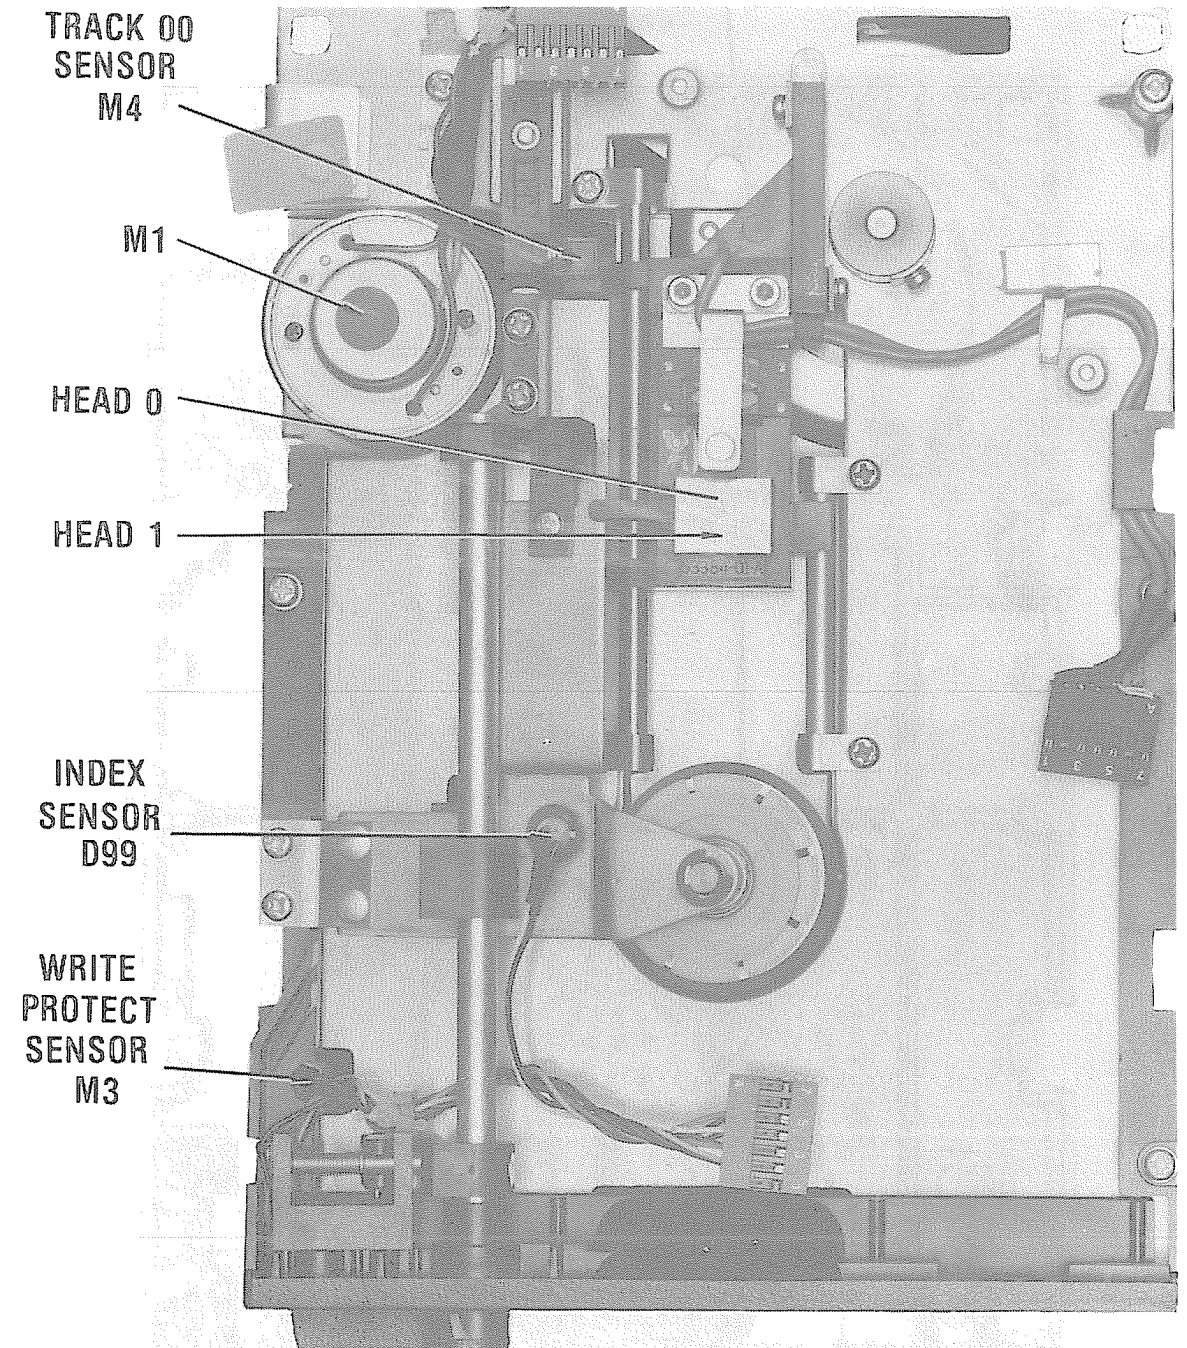 TRACK 00
SENSOR
M4
M1
HEAD 0
HEAD 1
INDEX
SENSOR
D99
WRITE
PROTECT
SENSOR
M3